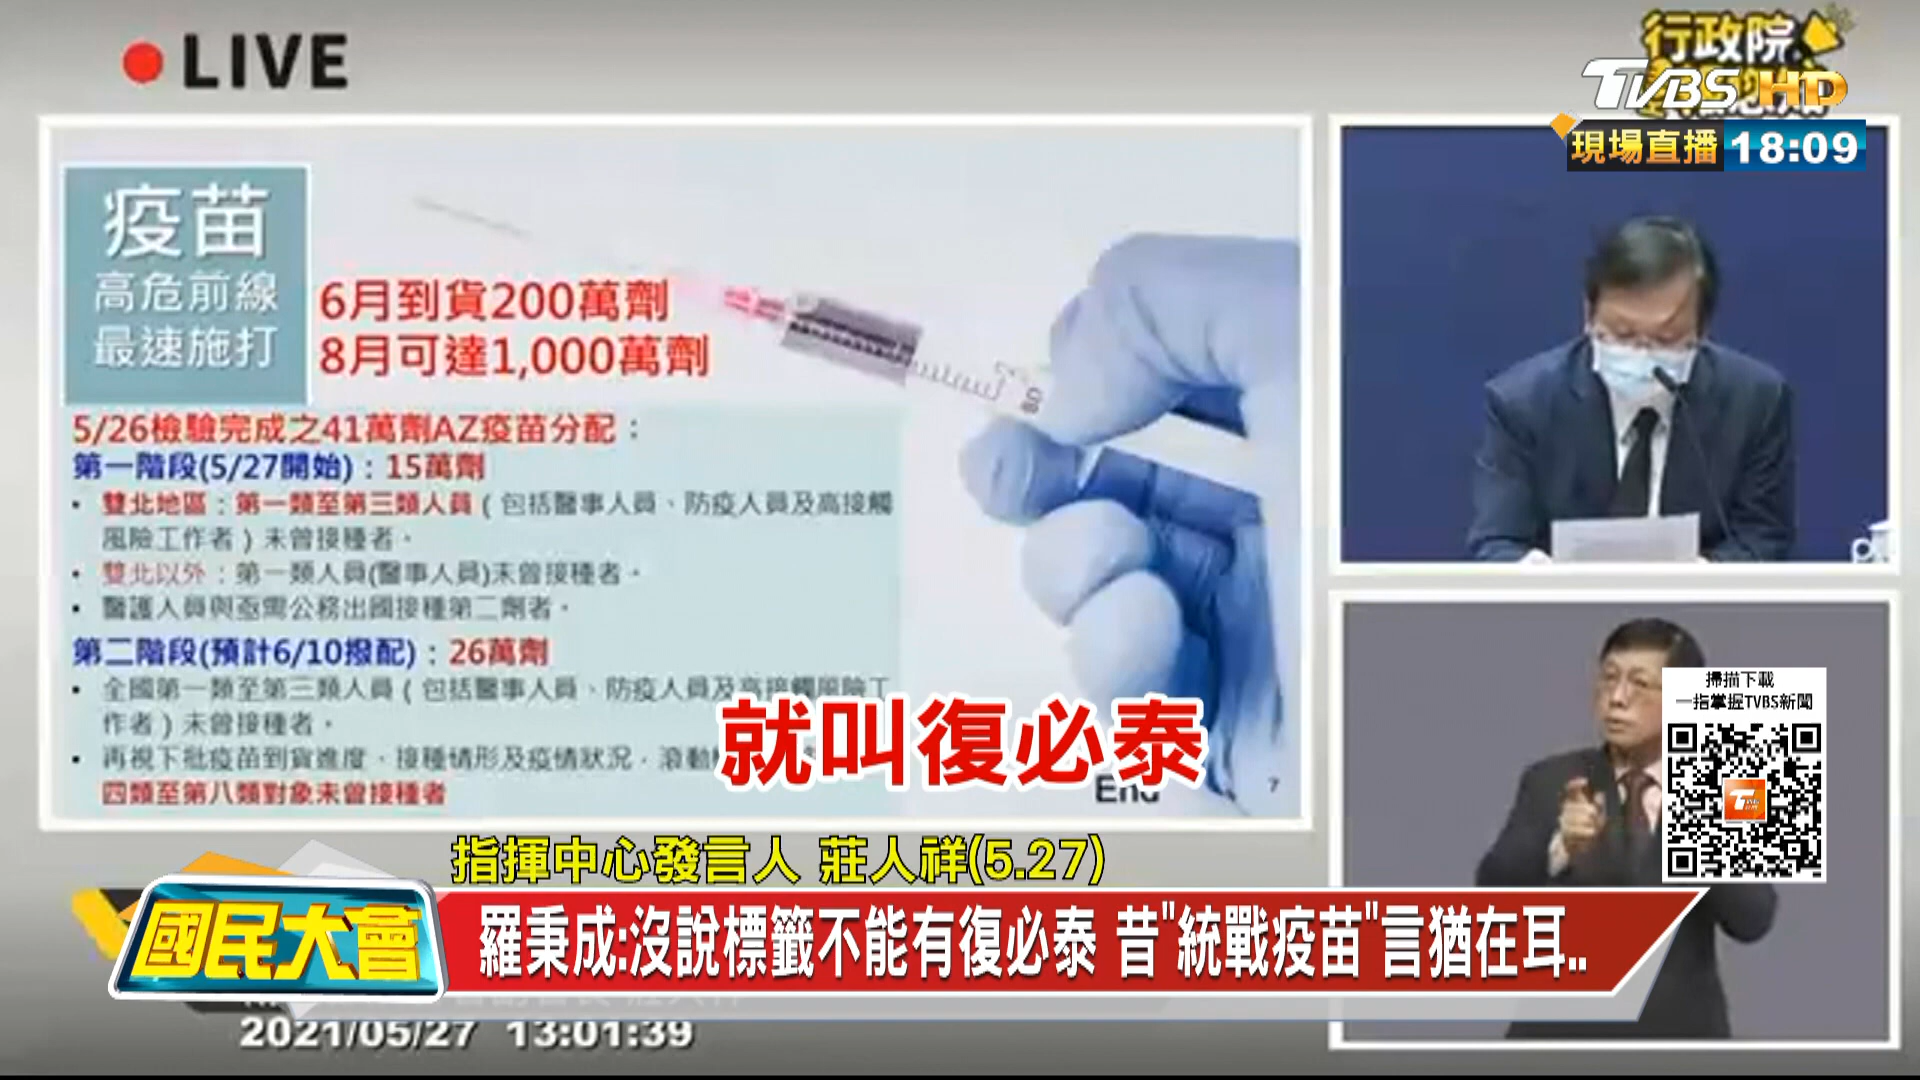 LIVE
行政院
TVBS HD
現場直播 18:09
疫苗
高危前線
最速施打
6月到貨200萬劑
8月可達1,000萬劑
5/26檢驗完成之41萬劑AZ疫苗分配：
第一階段(5/27開始)：15萬劑
• 雙北地區：第一類至第三類人員（包括醫事人員、防疫人員及高接觸
風險工作者）未曾接種者。
• 雙北以外：第一類人員(醫事人員)未曾接種者。
• 醫護人員與亟需公務出國接種第二劑者。
第二階段(預計6/10撥配)：26萬劑
• 全國第一類至第三類人員（包括醫事人員、防疫人員及高接觸風險工
作者）未曾接種者。
• 再視下批疫苗到貨進度、接種情形及疫情狀況，滾動
四類至第八類對象未曾接種者
End
7
就叫復必泰
掃描下載
一指掌握TVBS新聞
指揮中心發言人 莊人祥(5.27)
國民大會
羅秉成:沒說標籤不能有復必泰 昔"統戰疫苗"言猶在耳..
2021/05/27 13:01:39